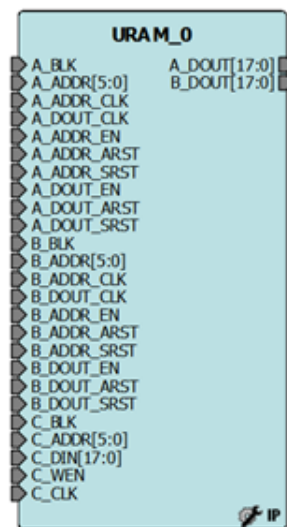 URAM_0
A_BLK A_DOUT[17:0]
A_ADDR[5:0] B_DOUT[17:0]
A_ADDR_CLK
A_DOUT_CLK
A_ADDR_EN
A_ADDR_ARST
A_ADDR_SRST
A_DOUT_EN
A_DOUT_ARST
A_DOUT_SRST
B_BLK
B_ADDR[5:0]
B_ADDR_CLK
B_DOUT_CLK
B_ADDR_EN
B_ADDR_ARST
B_ADDR_SRST
B_DOUT_EN
B_DOUT_ARST
B_DOUT_SRST
C_BLK
C_ADDR[5:0]
C_DIN[17:0]
C_WEN
C_CLK
IP